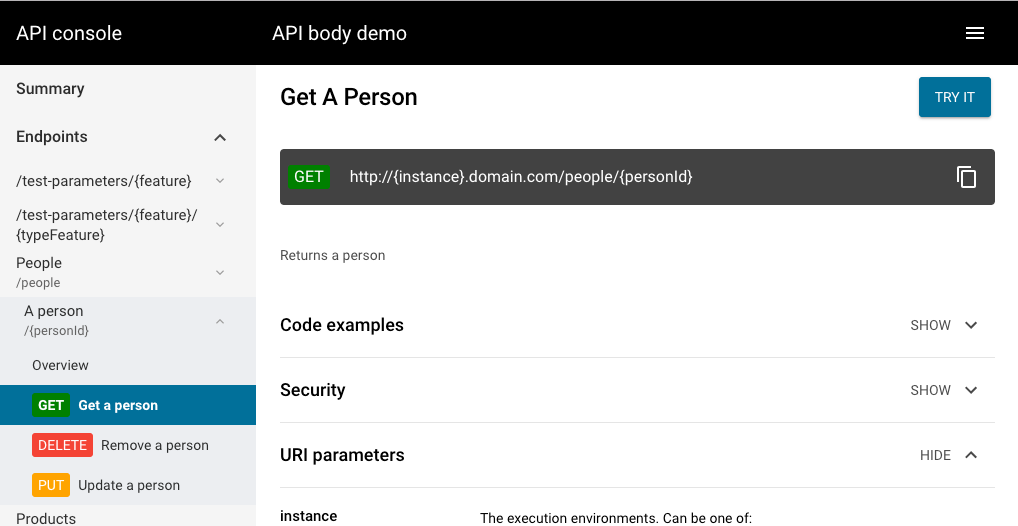 API console
API body demo
Summary
Endpoints
/test-parameters/{feature}
/test-parameters/{feature}/
{typeFeature}
People
/people
A person
/{personId}
Overview
GET Get a person
DELETE Remove a person
PUT Update a person
Products
Get A Person
TRY IT
GET http://{instance}.domain.com/people/{personId}
Returns a person
Code examples SHOW
Security SHOW
URI parameters HIDE
instance The execution environments. Can be one of: